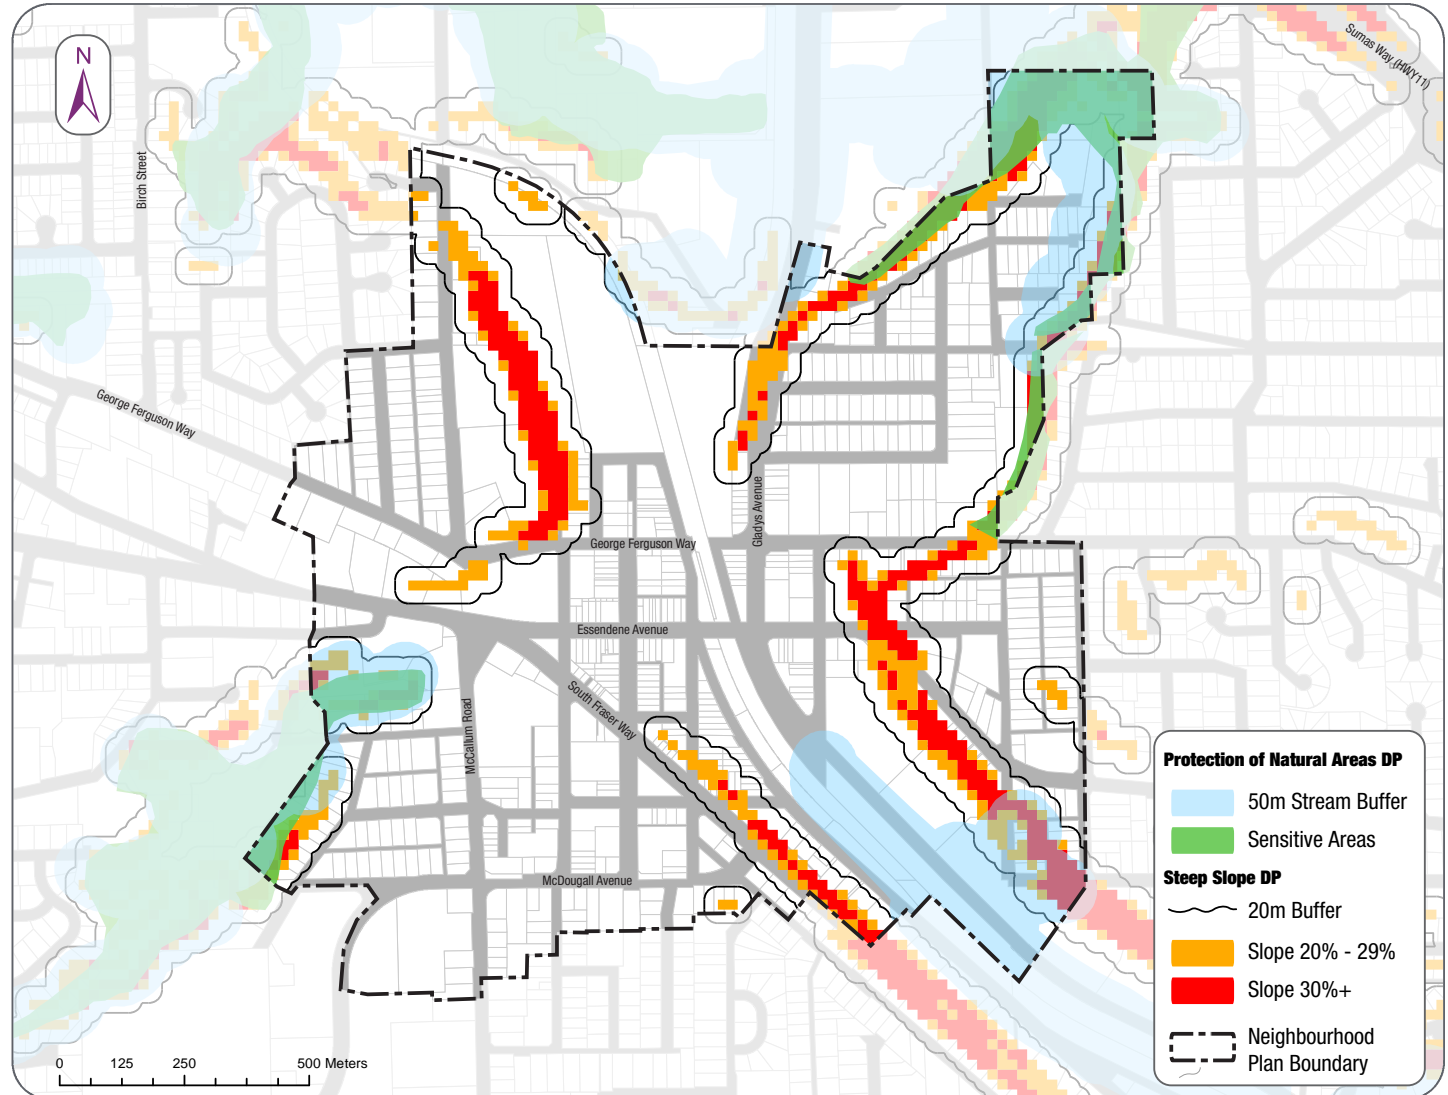 N
Sumas Way (HWY11)
Birch Street
George Ferguson Way
Gladys Avenue
George Ferguson Way
Essendene Avenue
South Fraser Way
McCallum Road
McDougall Avenue
Protection of Natural Areas DP
50m Stream Buffer
Sensitive Areas
Steep Slope DP
20m Buffer
Slope 20% - 29%
Slope 30%+
Neighbourhood
Plan Boundary
0 125 250 500 Meters